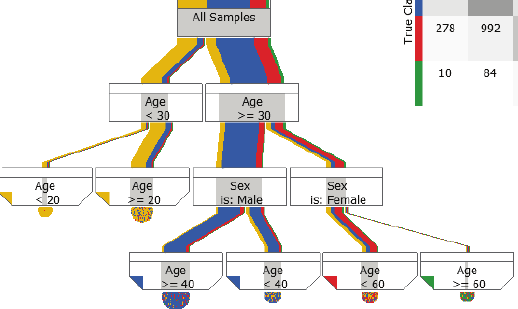 All Samples
True Cla
278 992
10 84
Age
< 30
Age
>= 30
Age
< 20
Age
>= 20
Sex
is: Male
Sex
is: Female
Age
>= 40
Age
< 40
Age
< 60
Age
>= 60